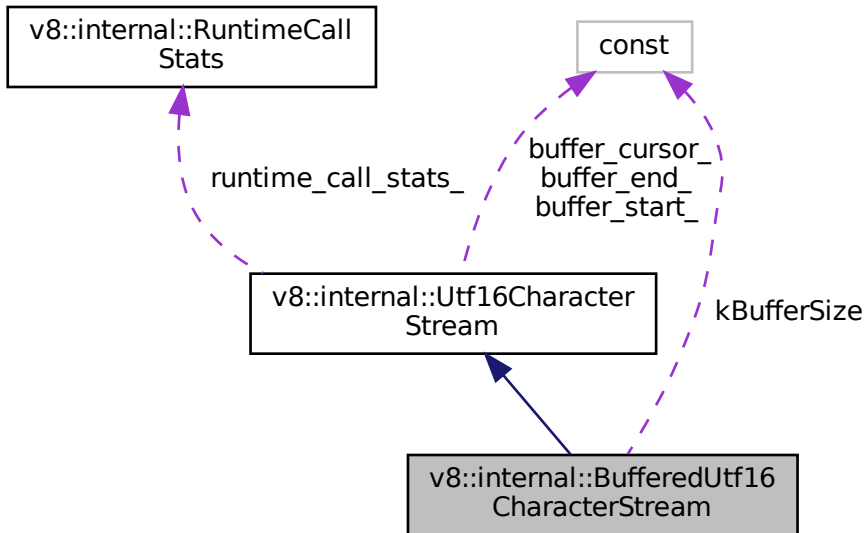 v8::internal::RuntimeCall
Stats
const
runtime_call_stats_
buffer_cursor_
buffer_end_
buffer_start_
v8::internal::Utf16Character
Stream
kBufferSize
v8::internal::BufferedUtf16
CharacterStream